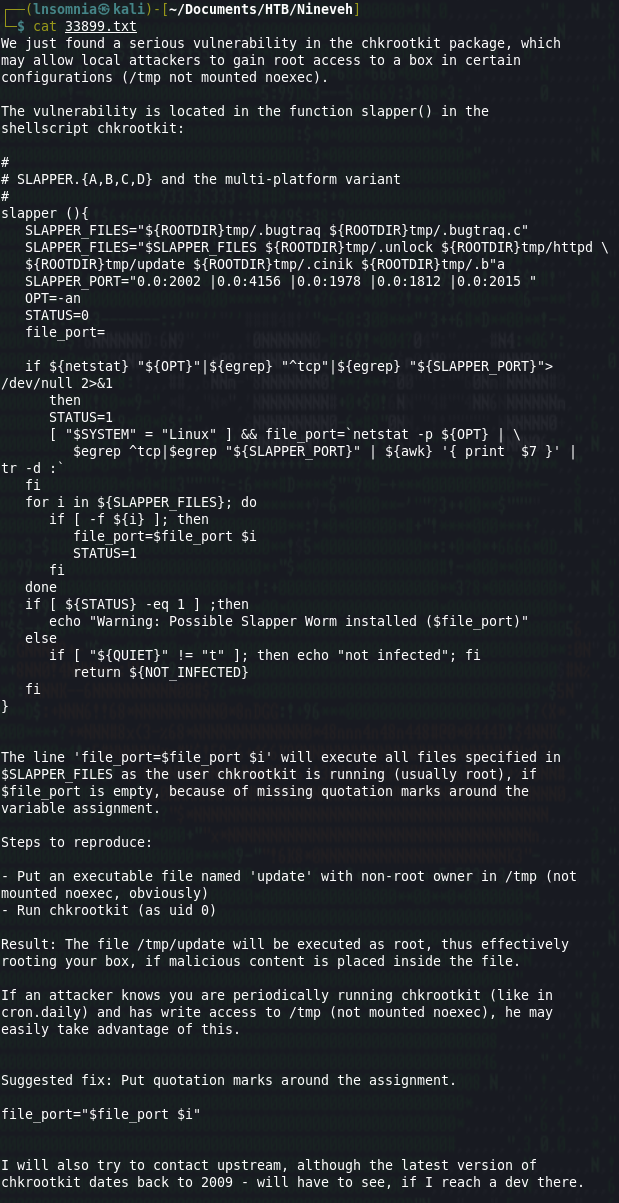 ┌──(lnsomnia㉿kali)-[~/Documents/HTB/Nineveh]
└─$ cat 33899.txt
We just found a serious vulnerability in the chkrootkit package, which
may allow local attackers to gain root access to a box in certain
configurations (/tmp not mounted noexec).

The vulnerability is located in the function slapper() in the
shellscript chkrootkit:

#
# SLAPPER.{A,B,C,D} and the multi-platform variant
#
slapper (){
   SLAPPER_FILES="${ROOTDIR}tmp/.bugtraq ${ROOTDIR}tmp/.bugtraq.c"
   SLAPPER_FILES="$SLAPPER_FILES ${ROOTDIR}tmp/.unlock ${ROOTDIR}tmp/httpd \
   ${ROOTDIR}tmp/update ${ROOTDIR}tmp/.cinik ${ROOTDIR}tmp/.b"a
   SLAPPER_PORT="0.0:2002 |0.0:4156 |0.0:1978 |0.0:1812 |0.0:2015 "
   OPT=-an
   STATUS=0
   file_port=

   if ${netstat} "${OPT}"|${egrep} "^tcp"|${egrep} "${SLAPPER_PORT}">
/dev/null 2>&1
      then
      STATUS=1
      [ "$SYSTEM" = "Linux" ] && file_port=`netstat -p ${OPT} | \
         $egrep ^tcp|$egrep "${SLAPPER_PORT}" | ${awk} '{ print  $7 }' |
tr -d :`
   fi
   for i in ${SLAPPER_FILES}; do
      if [ -f ${i} ]; then
         file_port=$file_port $i
         STATUS=1
      fi
   done
   if [ ${STATUS} -eq 1 ] ;then
      echo "Warning: Possible Slapper Worm installed ($file_port)"
   else
      if [ "${QUIET}" != "t" ]; then echo "not infected"; fi
         return ${NOT_INFECTED}
   fi
}

The line 'file_port=$file_port $i' will execute all files specified in
$SLAPPER_FILES as the user chkrootkit is running (usually root), if
$file_port is empty, because of missing quotation marks around the
variable assignment.

Steps to reproduce:

- Put an executable file named 'update' with non-root owner in /tmp (not
mounted noexec, obviously)
- Run chkrootkit (as uid 0)

Result: The file /tmp/update will be executed as root, thus effectively
rooting your box, if malicious content is placed inside the file.

If an attacker knows you are periodically running chkrootkit (like in
cron.daily) and has write access to /tmp (not mounted noexec), he may
easily take advantage of this.

Suggested fix: Put quotation marks around the assignment.

file_port="$file_port $i"

I will also try to contact upstream, although the latest version of
chkrootkit dates back to 2009 - will have to see, if I reach a dev there.